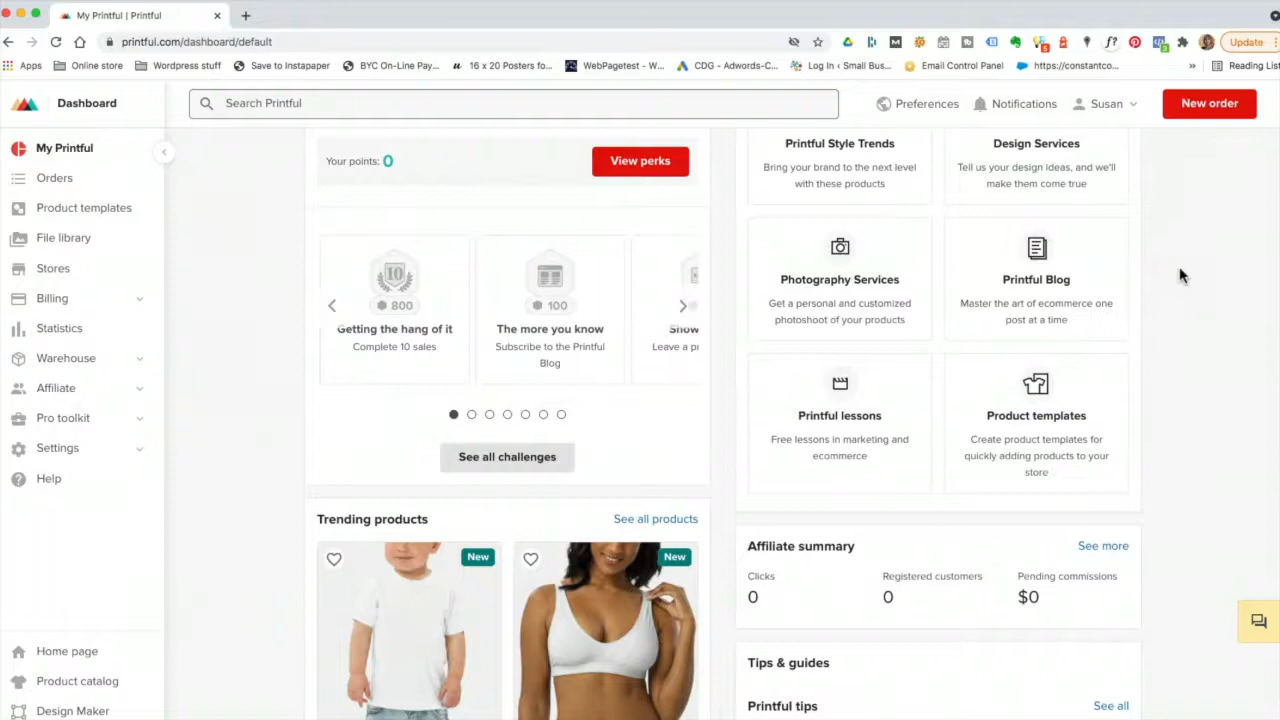 My Printful | Printful
printful.com/dashboard/default
Update
Apps
Online store
Wordpress stuff
Save to Instapaper
BYC On-Line Pay...
16 x 20 Posters fo...
WebPagetest - W...
CDG - Adwords-C...
Log In ‹ Small Bus...
Email Control Panel
https://constantco...
»
Reading List
Dashboard
Search Printful
Preferences
Notifications
Susan
New order
My Printful
Orders
Product templates
File library
Stores
Billing
Statistics
Warehouse
Affiliate
Pro toolkit
Settings
Help
Home page
Product catalog
Design Maker
Your points: 0
View perks
10
800
Getting the hang of it
Complete 10 sales
100
The more you know
Subscribe to the Printful
Blog
Show
Leave a pr
See all challenges
Trending products
See all products
New
New
Printful Style Trends
Bring your brand to the next level
with these products
Design Services
Tell us your design ideas, and we'll
make them come true
Photography Services
Get a personal and customized
photoshoot of your products
Printful Blog
Master the art of ecommerce one
post at a time
Printful lessons
Free lessons in marketing and
ecommerce
Product templates
Create product templates for
quickly adding products to your
store
Affiliate summary
See more
Clicks
0
Registered customers
0
Pending commissions
$0
Tips & guides
Printful tips
See all